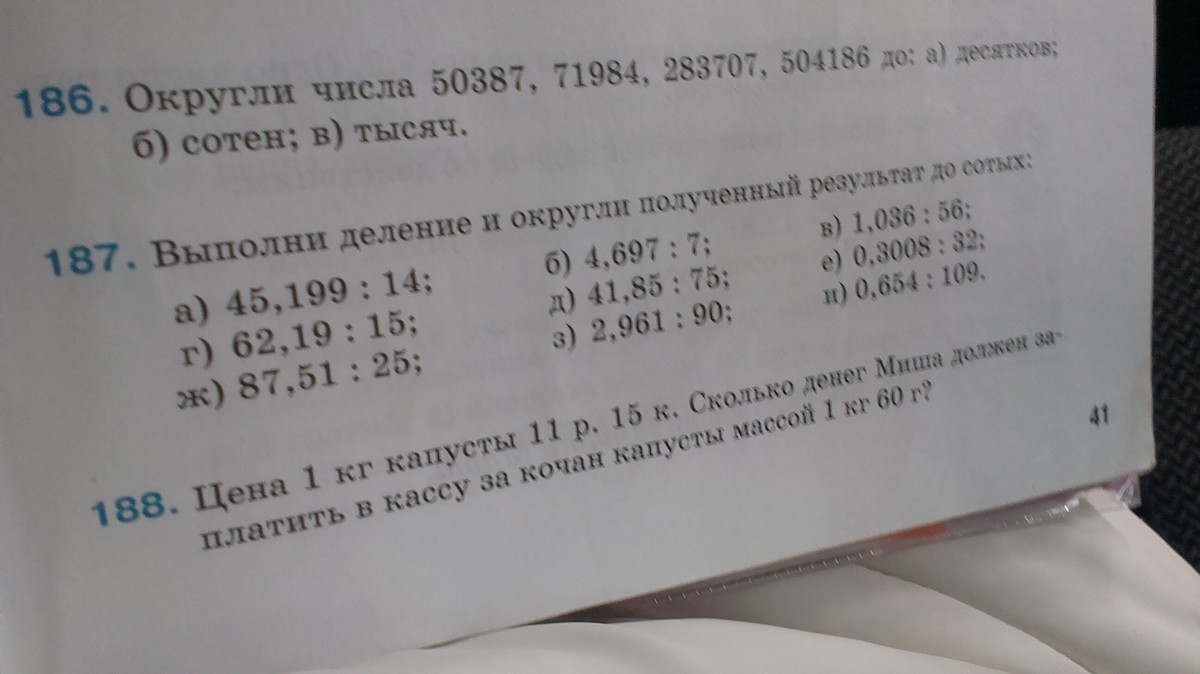 186. Округли числа 50387, 71984, 283707, 504186 до: а) десятков;
б) сотен; в) тысяч.
187. Выполни деление и округли полученный результат до сотых:
а) 45,199 : 14; б) 4,697 : 7; в) 1,036 : 56;
г) 62,19 : 15; д) 41,85 : 75; е) 0,3008 : 32;
ж) 87,51 : 25; з) 2,961 : 90; и) 0,654 : 109.
188. Цена 1 кг капусты 11 р. 15 к. Сколько денег Миша должен за-
платить в кассу за кочан капусты массой 1 кг 60 г?
41